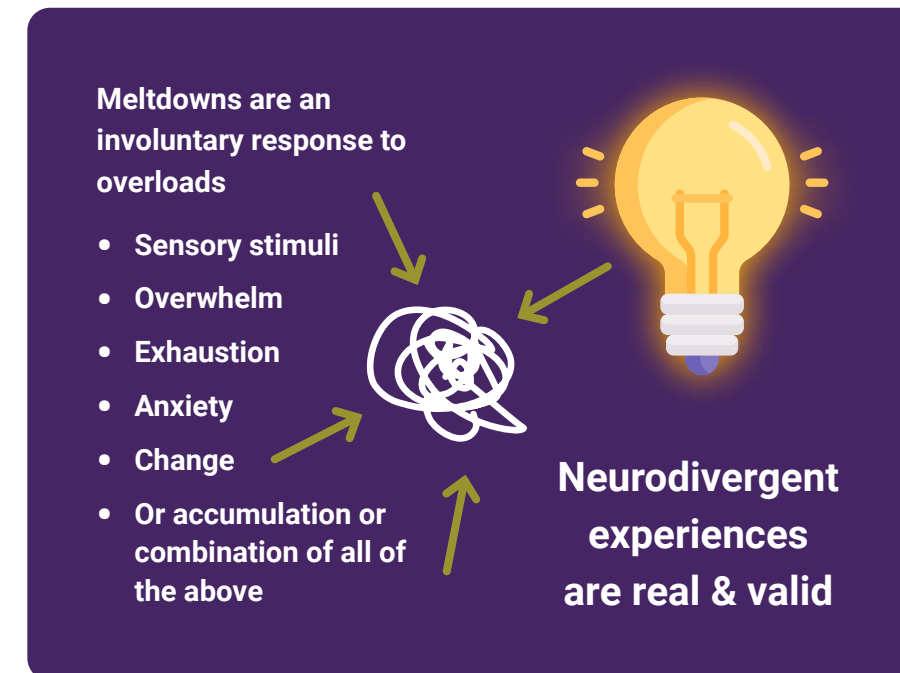 Meltdowns are an
involuntary response to
overloads
• Sensory stimuli
• Overwhelm
• Exhaustion
• Anxiety
• Change
• Or accumulation or
combination of all of
the above
Neurodivergent
experiences
are real & valid